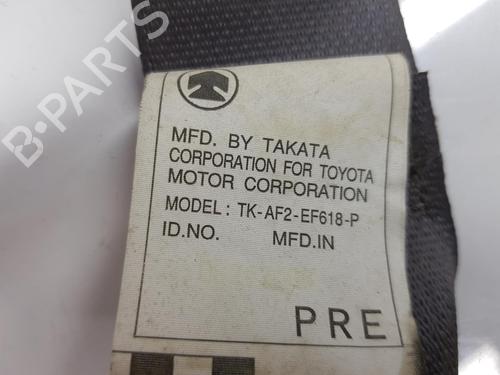 B-PARTS
MFD. BY TAKATA
CORPORATION FOR TOYOTA
MOTOR CORPORATION
MODEL: TK-AF2-EF618-P
ID.NO. MFD.IN
PRE